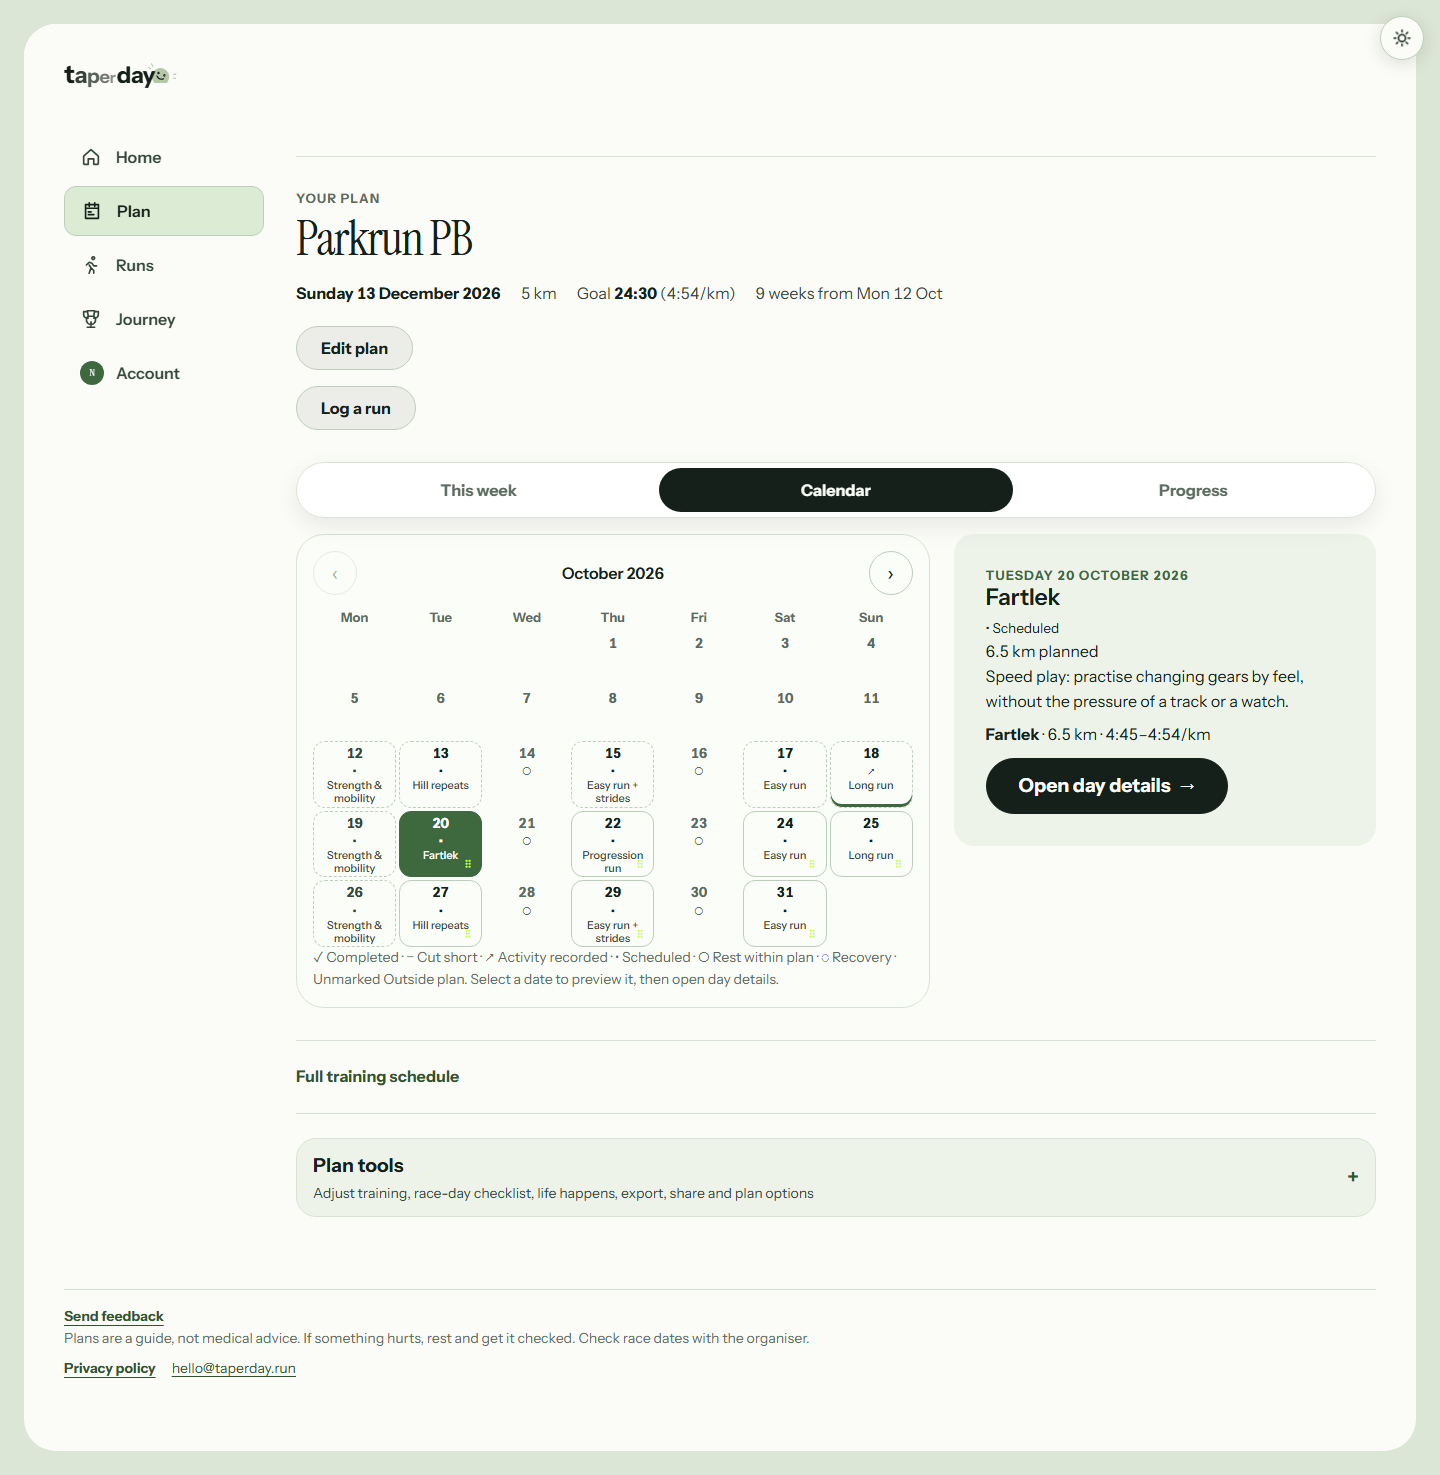 taperday
Home
Plan
Runs
Journey
N Account
YOUR PLAN
Parkrun PB
Sunday 13 December 2026 5 km Goal 24:30 (4:54/km) 9 weeks from Mon 12 Oct
Edit plan
Log a run
This week Calendar Progress
‹ October 2026 ›
Mon Tue Wed Thu Fri Sat Sun
1 2 3 4
5 6 7 8 9 10 11
12 13 14 15 16 17 18
• • ○ • ○ • ↗
Strength & mobility Hill repeats Easy run + strides Easy run Long run
19 20 21 22 23 24 25
• • ○ • ○ • •
Strength & mobility Fartlek Progression run Easy run Long run
26 27 28 29 30 31
• • ○ • ○ •
Strength & mobility Hill repeats Easy run + strides Easy run
✓ Completed · – Cut short · ↗ Activity recorded · • Scheduled · ○ Rest within plan · ◌ Recovery ·
Unmarked Outside plan. Select a date to preview it, then open day details.
TUESDAY 20 OCTOBER 2026
Fartlek
• Scheduled
6.5 km planned
Speed play: practise changing gears by feel,
without the pressure of a track or a watch.
Fartlek · 6.5 km · 4:45–4:54/km
Open day details →
Full training schedule
Plan tools
Adjust training, race-day checklist, life happens, export, share and plan options
+
Send feedback
Plans are a guide, not medical advice. If something hurts, rest and get it checked. Check race dates with the organiser.
Privacy policy hello@taperday.run